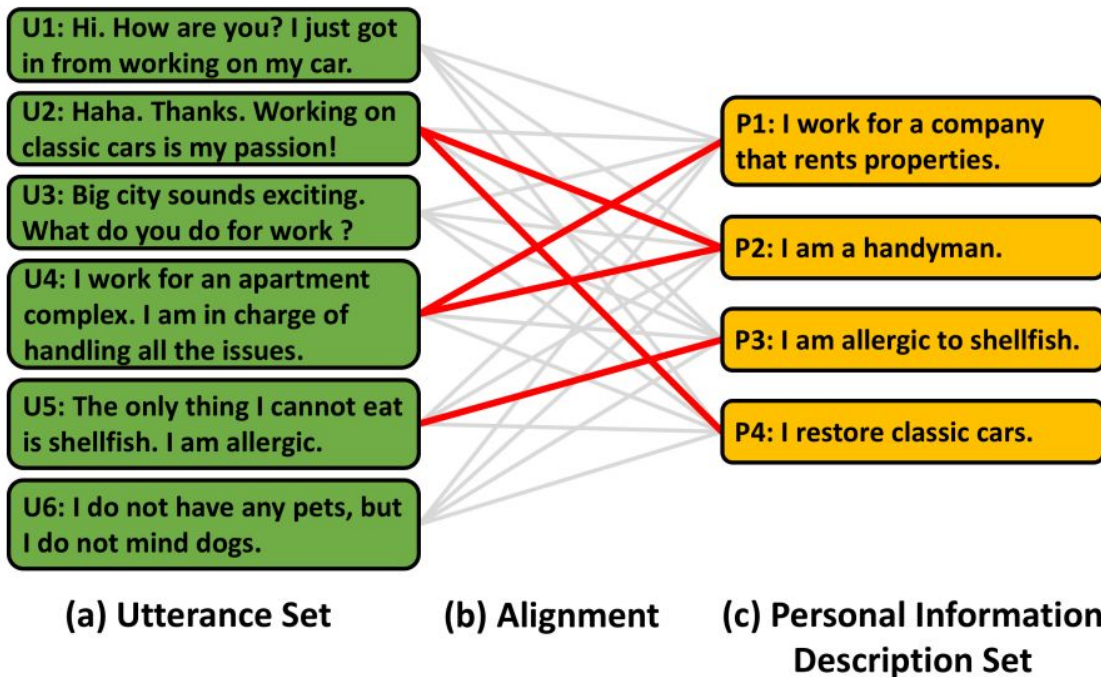 U1: Hi. How are you? I just got
in from working on my car.
U2: Haha. Thanks. Working on
classic cars is my passion!
U3: Big city sounds exciting.
What do you do for work ?
U4: I work for an apartment
complex. I am in charge of
handling all the issues.
U5: The only thing I cannot eat
is shellfish. I am allergic.
U6: I do not have any pets, but
I do not mind dogs.
P1: I work for a company
that rents properties.
P2: I am a handyman.
P3: I am allergic to shellfish.
P4: I restore classic cars.
(a) Utterance Set
(b) Alignment
(c) Personal Information
Description Set